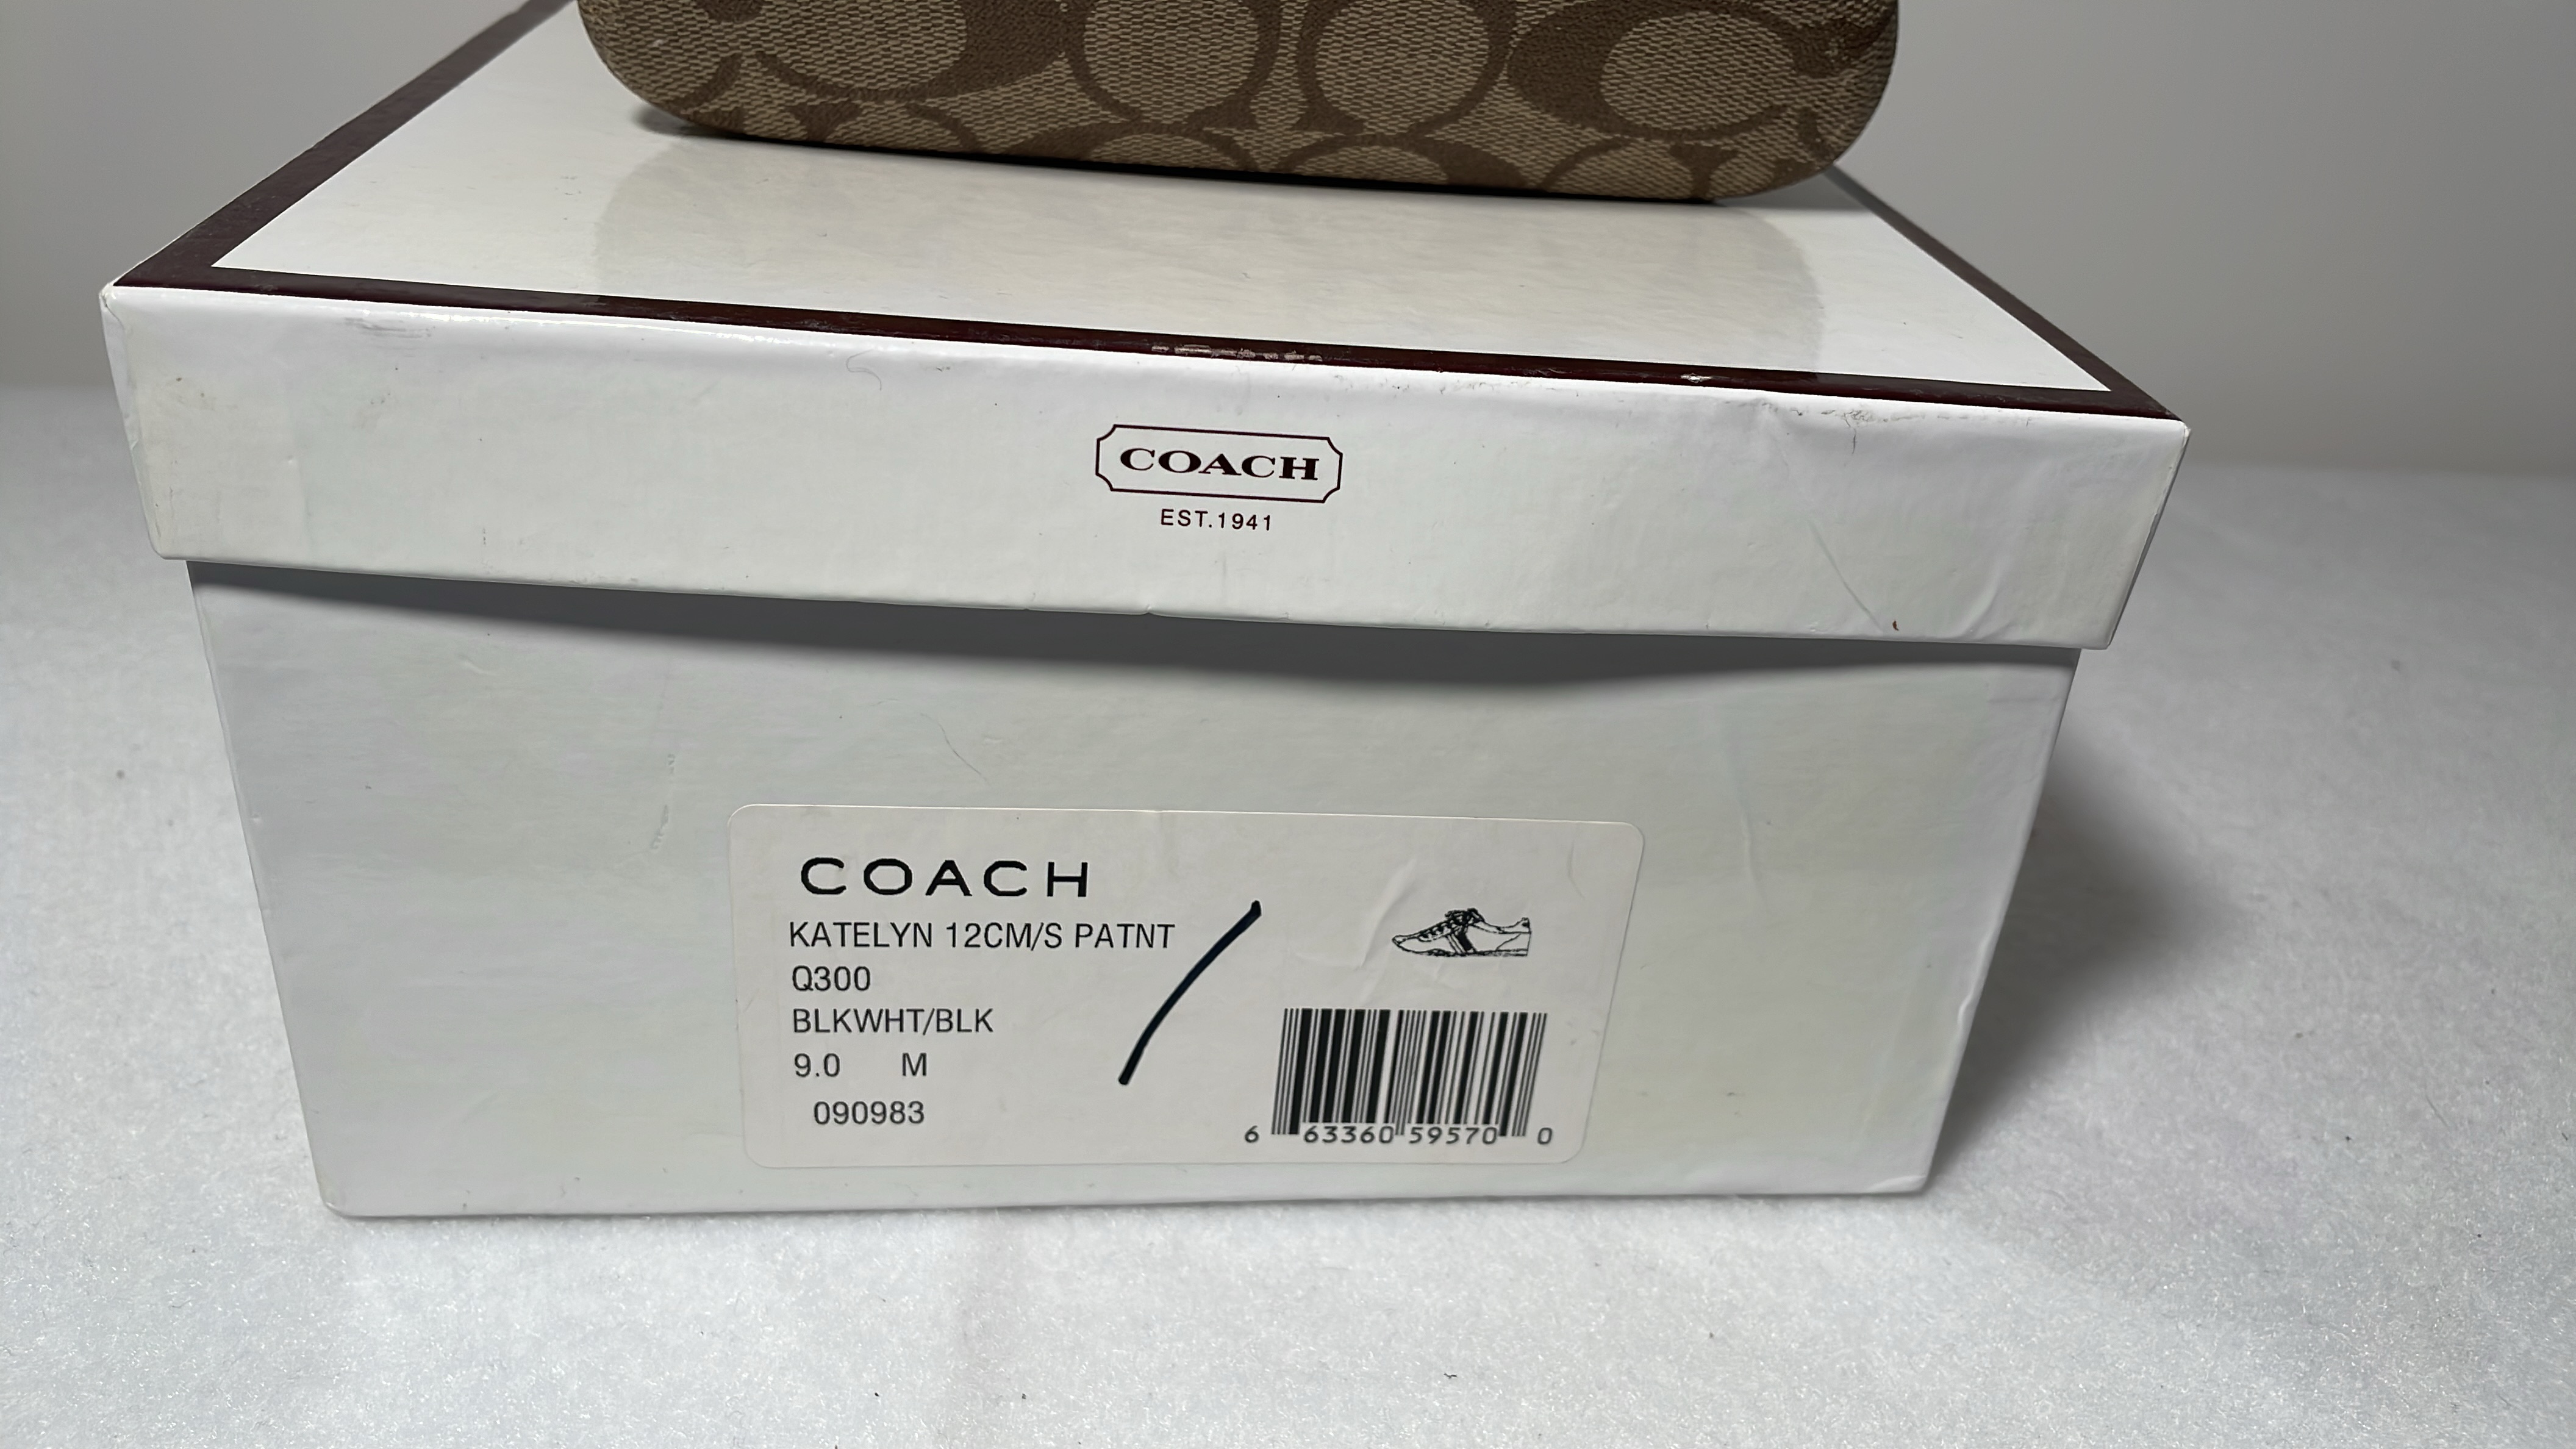 COACH
EST.1941
COACH
KATELYN 12CM/S PATNT
Q300
BLKWHT/BLK
9.0 M
090983
6 63360 59570 0